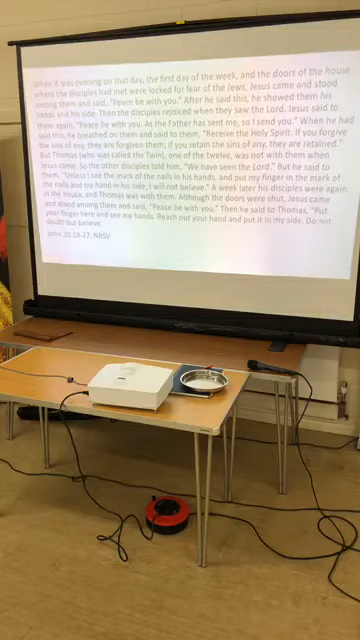 When it was evening on that day, the first day of the week, and the doors of the house
where the disciples had met were locked for fear of the Jews, Jesus came and stood
among them and said, "Peace be with you." After he said this, he showed them his
hands and his side. Then the disciples rejoiced when they saw the Lord. Jesus said to
them again, "Peace be with you. As the Father has sent me, so I send you." When he had
said this, he breathed on them and said to them, "Receive the Holy Spirit. If you forgive
the sins of any, they are forgiven them; if you retain the sins of any, they are retained."
But Thomas (who was called the Twin), one of the twelve, was not with them when
Jesus came. So the other disciples told him, "We have seen the Lord." But he said to
them, "Unless I see the mark of the nails in his hands, and put my finger in the mark of
the nails and my hand in his side, I will not believe." A week later his disciples were again
in the house, and Thomas was with them. Although the doors were shut, Jesus came
and stood among them and said, "Peace be with you." Then he said to Thomas, "Put
your finger here and see my hands. Reach out your hand and put it in my side. Do not
doubt but believe.
John 20:19-27, NRSV